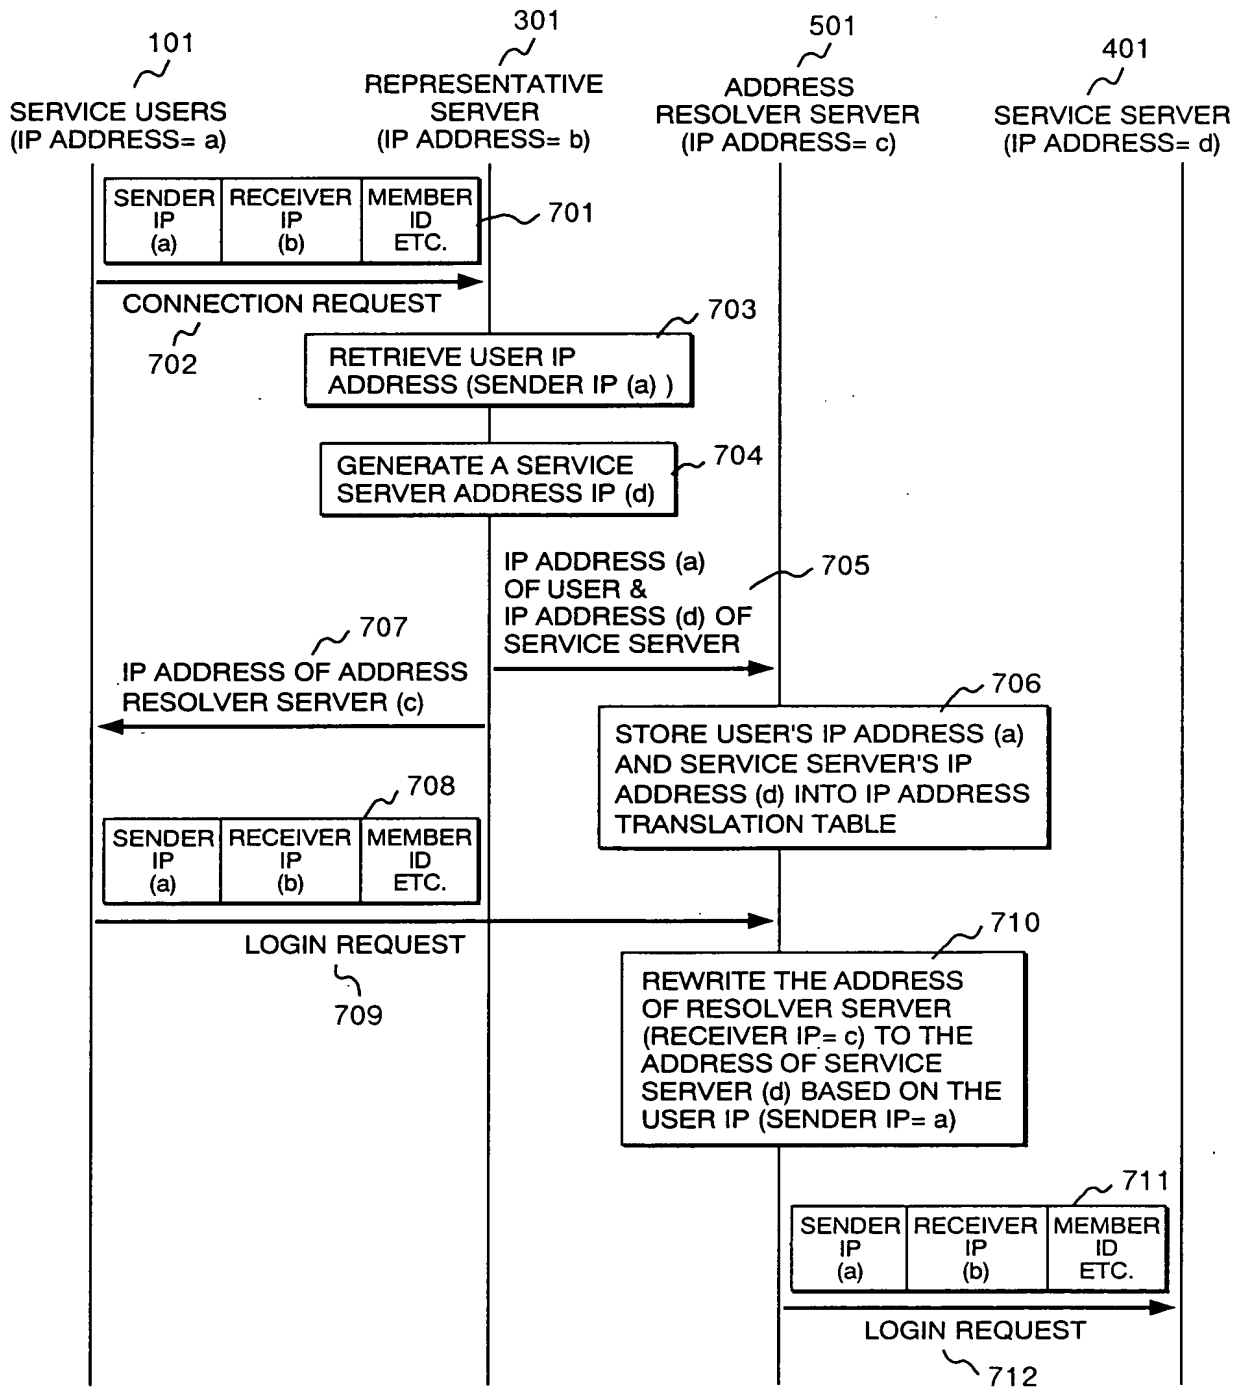 101
SERVICE USERS
(IP ADDRESS= a)
301
REPRESENTATIVE
SERVER
(IP ADDRESS= b)
501
ADDRESS
RESOLVER SERVER
(IP ADDRESS= c)
401
SERVICE SERVER
(IP ADDRESS= d)
SENDER
IP
(a)
RECEIVER
IP
(b)
MEMBER
ID
ETC.
701
CONNECTION REQUEST
702
703
RETRIEVE USER IP
ADDRESS (SENDER IP (a) )
704
GENERATE A SERVICE
SERVER ADDRESS IP (d)
IP ADDRESS (a)
OF USER &
IP ADDRESS (d) OF
SERVICE SERVER
705
707
IP ADDRESS OF ADDRESS
RESOLVER SERVER (c)
706
STORE USER'S IP ADDRESS (a)
AND SERVICE SERVER'S IP
ADDRESS (d) INTO IP ADDRESS
TRANSLATION TABLE
708
SENDER
IP
(a)
RECEIVER
IP
(b)
MEMBER
ID
ETC.
LOGIN REQUEST
709
710
REWRITE THE ADDRESS
OF RESOLVER SERVER
(RECEIVER IP= c) TO THE
ADDRESS OF SERVICE
SERVER (d) BASED ON THE
USER IP (SENDER IP= a)
711
SENDER
IP
(a)
RECEIVER
IP
(b)
MEMBER
ID
ETC.
LOGIN REQUEST
712